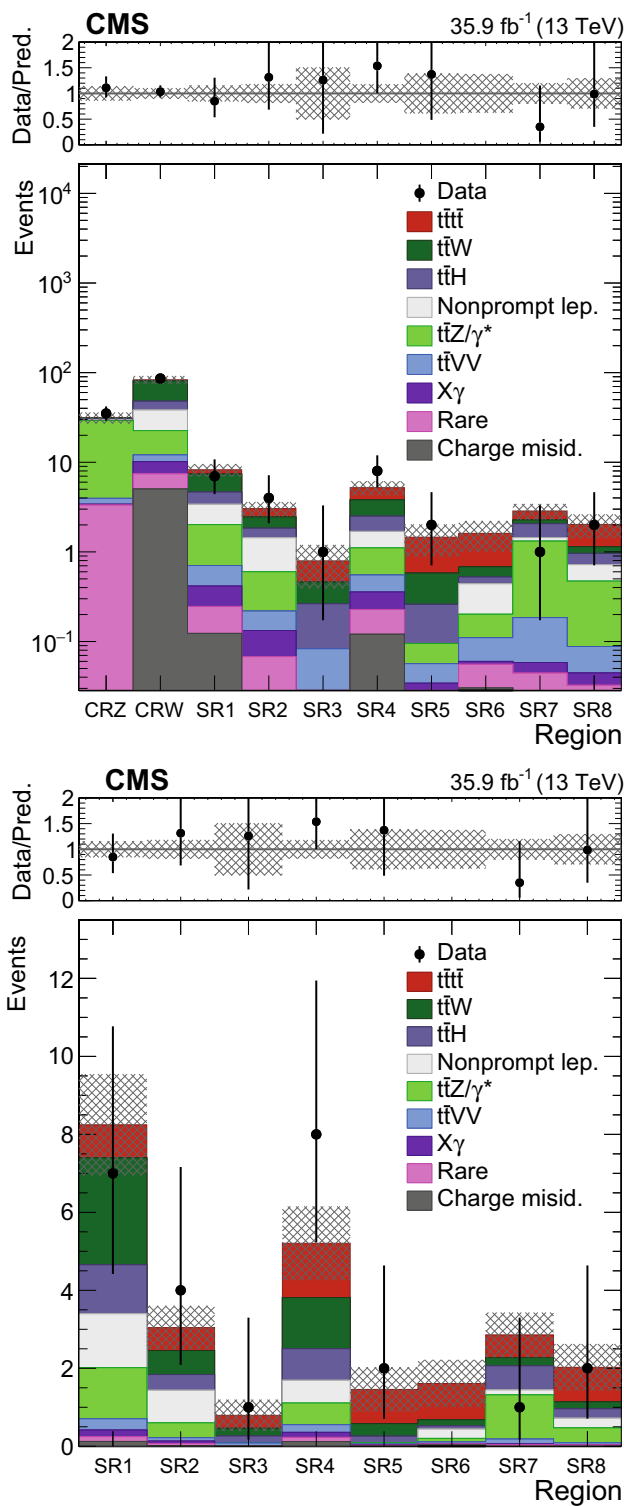 CMS 35.9 fb⁻¹ (13 TeV)
Data/Pred.
2
1.5
1
0.5
0
Events
10⁴
10³
10²
10
1
10⁻¹
Data
tt̄tt̄
tt̄W
tt̄H
Nonprompt lep.
tt̄Z/γ*
tt̄VV
Xγ
Rare
Charge misid.
CRZ CRW SR1 SR2 SR3 SR4 SR5 SR6 SR7 SR8
Region
CMS 35.9 fb⁻¹ (13 TeV)
Data/Pred.
2
1.5
1
0.5
0
Events
12
10
8
6
4
2
0
Data
tt̄tt̄
tt̄W
tt̄H
Nonprompt lep.
tt̄Z/γ*
tt̄VV
Xγ
Rare
Charge misid.
SR1 SR2 SR3 SR4 SR5 SR6 SR7 SR8
Region